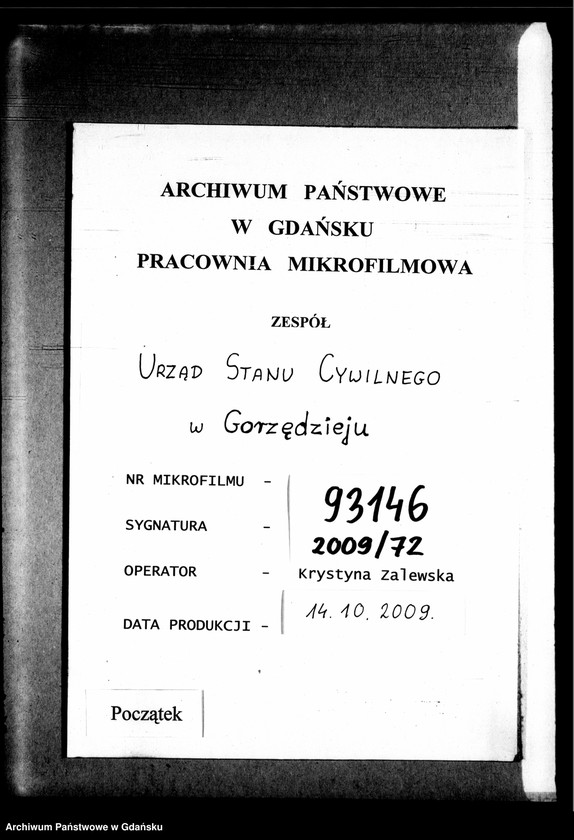 ARCHIWUM PAŃSTWOWE
W GDAŃSKU
PRACOWNIA MIKROFILMOWA
ZESPÓŁ
URZĄD STANU CYWILNEGO
w Gorzędzieju
NR MIKROFILMU - 93146
SYGNATURA - 2009/72
OPERATOR - Krystyna Zalewska
DATA PRODUKCJI - 14.10.2009.
Początek
Archiwum Państwowe w Gdańsku